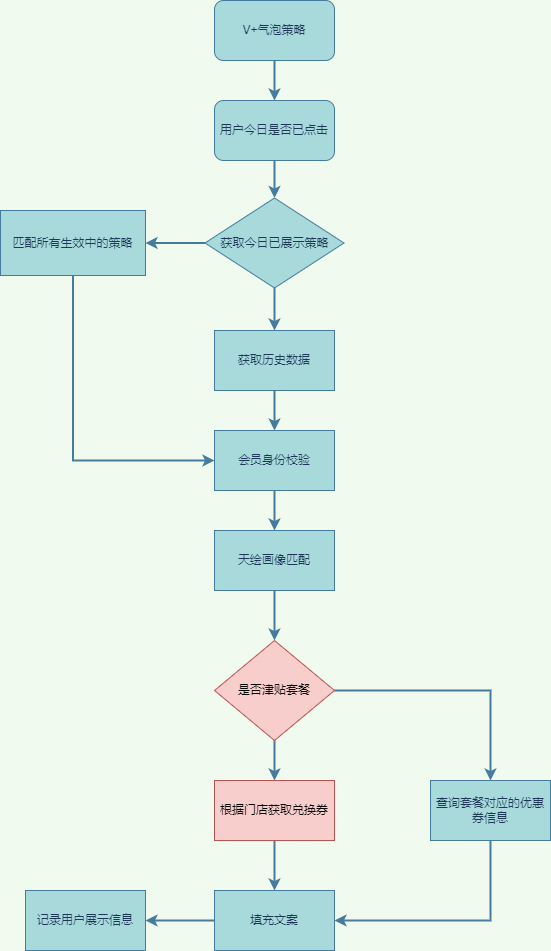 V+气泡策略
用户今日是否已点击
获取今日已展示策略
匹配所有生效中的策略
获取历史数据
会员身份校验
天绘画像匹配
是否津贴套餐
根据门店获取兑换券
查询套餐对应的优惠
券信息
填充文案
记录用户展示信息